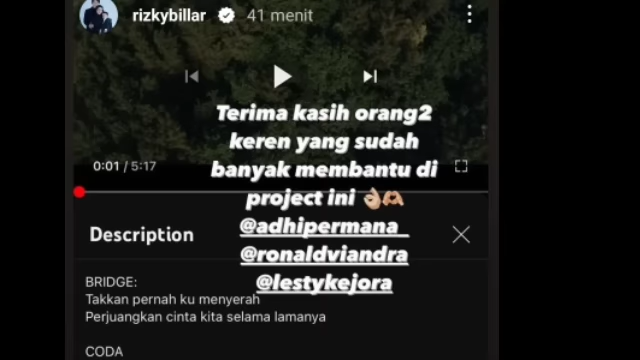 rizkybillar 41 menit
Terima kasih orang2
keren yang sudah
banyak membantu di
project ini 👌🏼🫶🏼
@adhipermana_
@ronaldviandra
@lestykejora
0:01 / 5:17
Description
BRIDGE:
Takkan pernah ku menyerah
Perjuangkan cinta kita selama lamanya
CODA